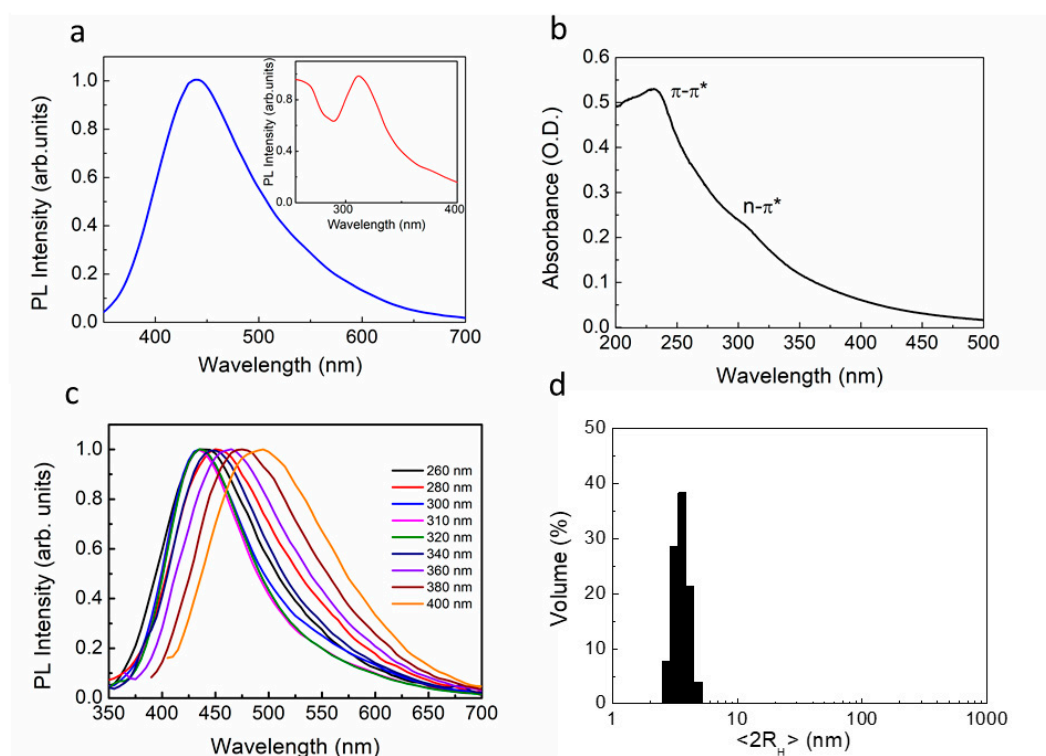 a
PL Intensity (arb.units)
1.0
0.8
0.6
0.4
0.2
0.0
400
500
600
700
Wavelength (nm)
PL Intensity (arb.units)
0.8
0.4
0.0
300
400
Wavelength (nm)
b
Absorbance (O.D.)
0.6
0.5
0.4
0.3
0.2
0.1
0.0
π-π*
n-π*
200
250
300
350
400
450
500
Wavelength (nm)
c
PL Intensity (arb. units)
1.0
0.8
0.6
0.4
0.2
0.0
260 nm
280 nm
300 nm
310 nm
320 nm
340 nm
360 nm
380 nm
400 nm
350
400
450
500
550
600
650
700
Wavelength (nm)
d
Volume (%)
50
40
30
20
10
0
1
10
100
1000
<2R_H> (nm)